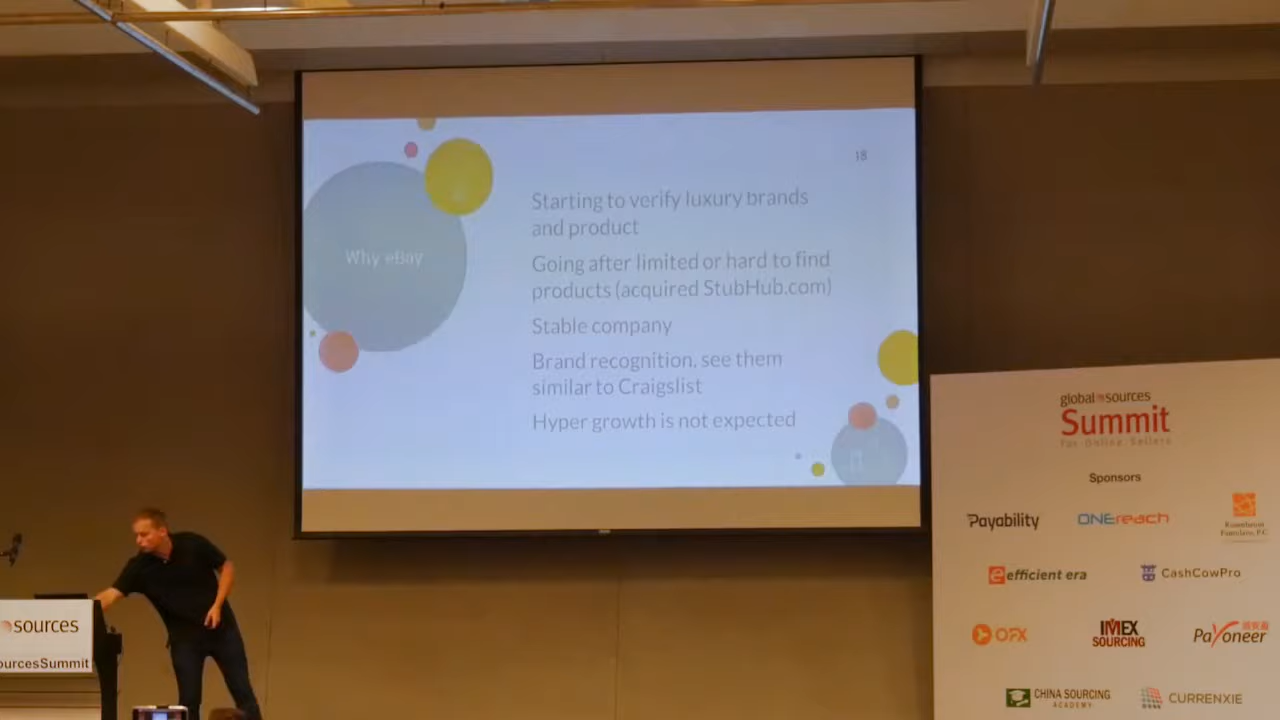 18
Why eBay
Starting to verify luxury brands
and product
Going after limited or hard to find
products (acquired StubHub.com)
Stable company
Brand recognition, see them
similar to Craigslist
Hyper growth is not expected
global sources
Summit
For Online Sellers
Sponsors
Payability
ONEreach
efficient era
CashCowPro
OFX
IMEX
SOURCING
Payoneer
CHINA SOURCING
ACADEMY
CURRENXIE
sources
ourcesSummit